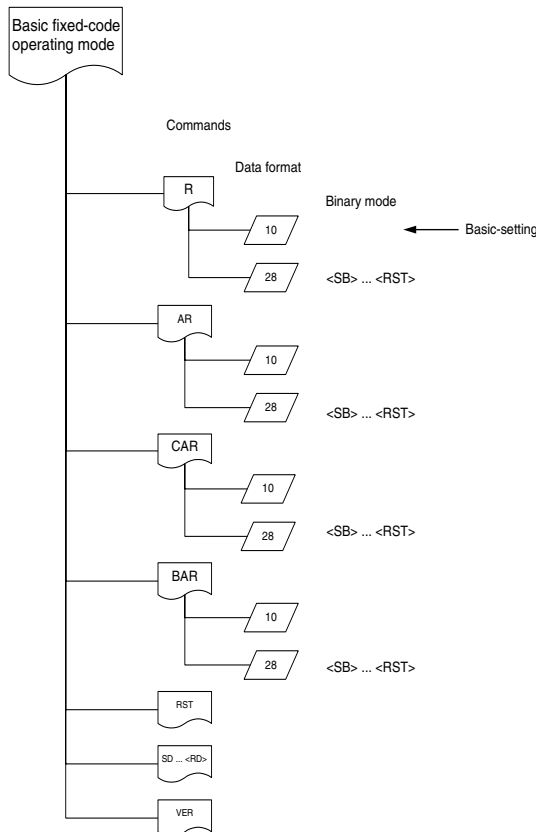 Basic fixed-code
operating mode
Commands
Data format
R
Binary mode
10
Basic-setting
28
<SB> ... <RST>
AR
10
28
<SB> ... <RST>
CAR
10
28
<SB> ... <RST>
BAR
10
28
<SB> ... <RST>
RST
SD ... <RD>
VER